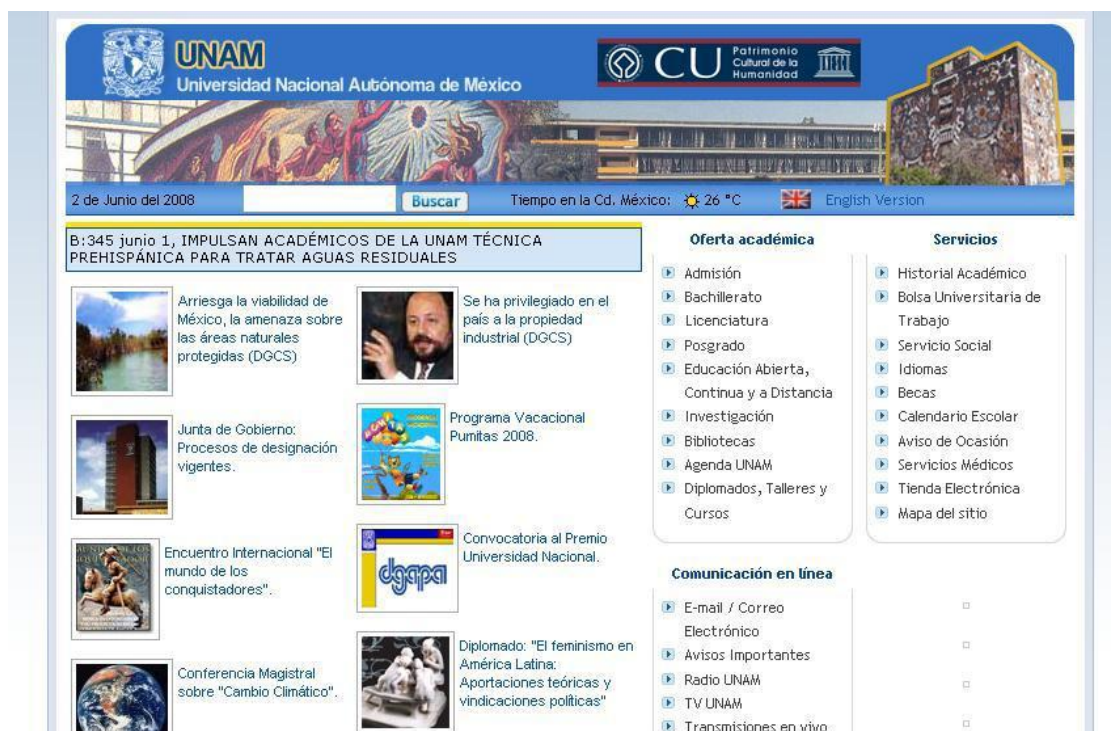 UNAM
Universidad Nacional Autónoma de México
CU
Patrimonio
Cultural de la
Humanidad
2 de Junio del 2008
Buscar
Tiempo en la Cd. México:
26 °C
English Version
B:345 junio 1, IMPULSAN ACADÉMICOS DE LA UNAM TÉCNICA
PREHISPÁNICA PARA TRATAR AGUAS RESIDUALES
Arriesga la viabilidad de
México, la amenaza sobre
las áreas naturales
protegidas (DGCS)
Se ha privilegiado en el
país a la propiedad
industrial (DGCS)
Junta de Gobierno:
Procesos de designación
vigentes.
Programa Vacacional
Pumitas 2008.
Encuentro Internacional "El
mundo de los
conquistadores".
dgapa
Convocatoria al Premio
Universidad Nacional.
Conferencia Magistral
sobre "Cambio Climático".
Diplomado: "El feminismo en
América Latina:
Aportaciones teóricas y
vindicaciones políticas"
Oferta académica
Admisión
Bachillerato
Licenciatura
Posgrado
Educación Abierta,
Continua y a Distancia
Investigación
Bibliotecas
Agenda UNAM
Diplomados, Talleres y
Cursos
Servicios
Historial Académico
Bolsa Universitaria de
Trabajo
Servicio Social
Idiomas
Becas
Calendario Escolar
Aviso de Ocasión
Servicios Médicos
Tienda Electrónica
Mapa del sitio
Comunicación en línea
E-mail / Correo
Electrónico
Avisos Importantes
Radio UNAM
TV UNAM
Transmisiones en vivo